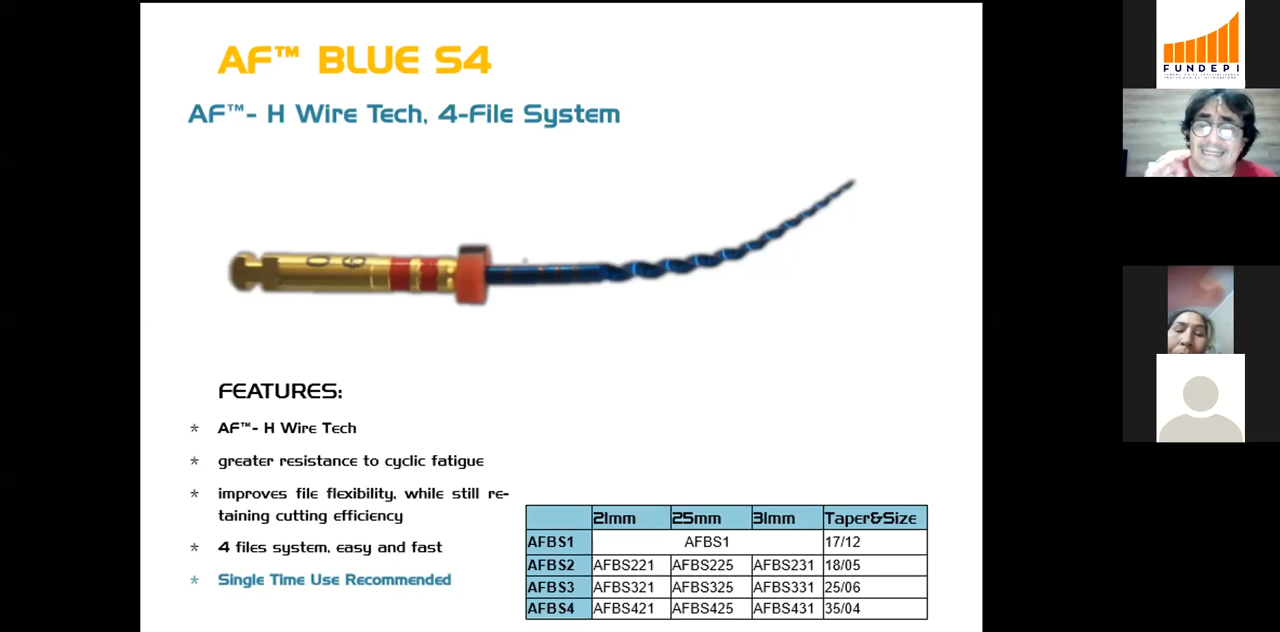 AF™ BLUE S4
AF™- H Wire Tech, 4-File System
0 6
FEATURES:
* AF™- H Wire Tech
* greater resistance to cyclic fatigue
* improves file flexibility, while still re-
taining cutting efficiency
* 4 files system, easy and fast
* Single Time Use Recommended
21mm 25mm 31mm Taper&Size
AFBS1 AFBS1 17/12
AFBS2 AFBS221 AFBS225 AFBS231 18/05
AFBS3 AFBS321 AFBS325 AFBS331 25/06
AFBS4 AFBS421 AFBS425 AFBS431 35/04
FUNDEPI